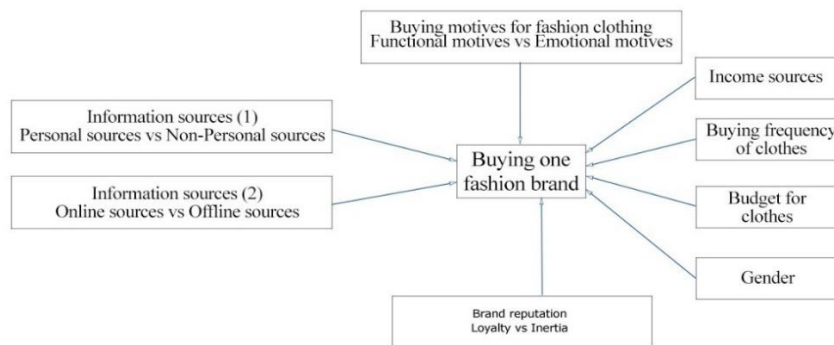 Buying motives for fashion clothing
Functional motives vs Emotional motives
Information sources (1)
Personal sources vs Non-Personal sources
Information sources (2)
Online sources vs Offline sources
Buying one
fashion brand
Income sources
Buying frequency
of clothes
Budget for
clothes
Gender
Brand reputation
Loyalty vs Inertia